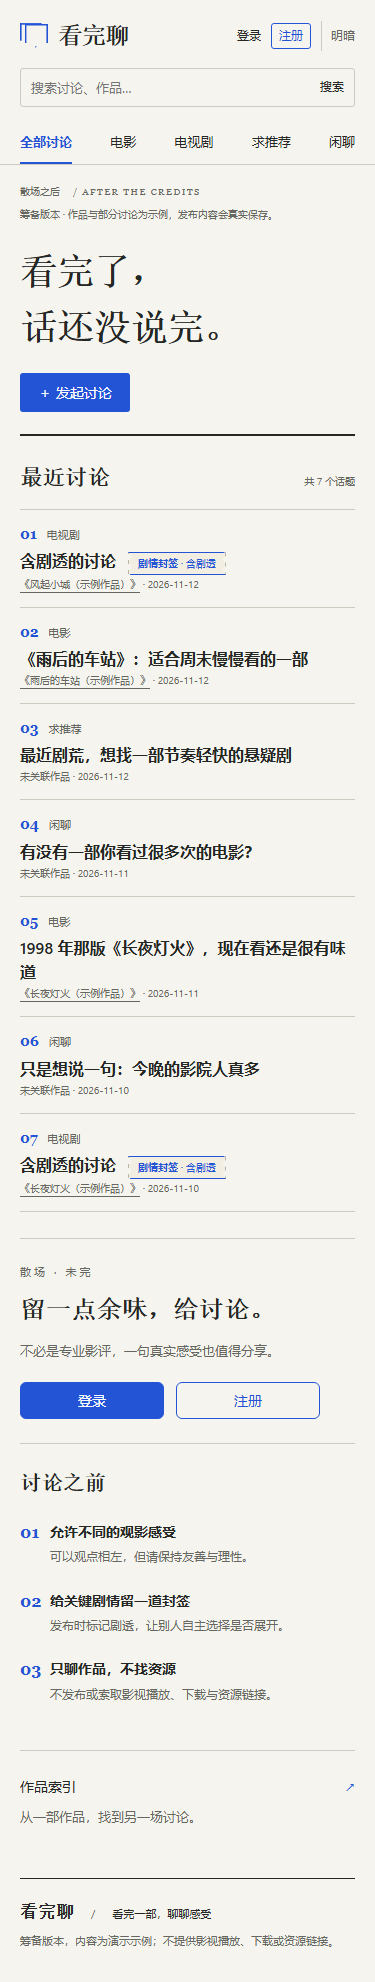 看完聊
登录 注册 明暗
搜索讨论、作品... 搜索
全部讨论 电影 电视剧 求推荐 闲聊
散场之后 / AFTER THE CREDITS
筹备版本 · 作品与部分讨论为示例，发布内容会真实保存。
看完了，
话还没说完。
+ 发起讨论
最近讨论 共 7 个话题
01 电视剧
含剧透的讨论 剧情封签 · 含剧透
《风起小城（示例作品）》 · 2026-11-12
02 电影
《雨后的车站》：适合周末慢慢看的一部
《雨后的车站（示例作品）》 · 2026-11-12
03 求推荐
最近剧荒，想找一部节奏轻快的悬疑剧
未关联作品 · 2026-11-12
04 闲聊
有没有一部你看过很多次的电影？
未关联作品 · 2026-11-11
05 电影
1998 年那版《长夜灯火》，现在看还是很有味
道
《长夜灯火（示例作品）》 · 2026-11-11
06 闲聊
只是想说一句：今晚的影院人真多
未关联作品 · 2026-11-10
07 电视剧
含剧透的讨论 剧情封签 · 含剧透
《长夜灯火（示例作品）》 · 2026-11-10
散场 · 未完
留一点余味，给讨论。
不必是专业影评，一句真实感受也值得分享。
登录 注册
讨论之前
01 允许不同的观影感受
可以观点相左，但请保持友善与理性。
02 给关键剧情留一道封签
发布时标记剧透，让别人自主选择是否展开。
03 只聊作品，不找资源
不发布或索取影视播放、下载与资源链接。
作品索引 ↗
从一部作品，找到另一场讨论。
看完聊 / 看完一部，聊聊感受
筹备版本，内容为演示示例；不提供影视播放、下载或资源链接。